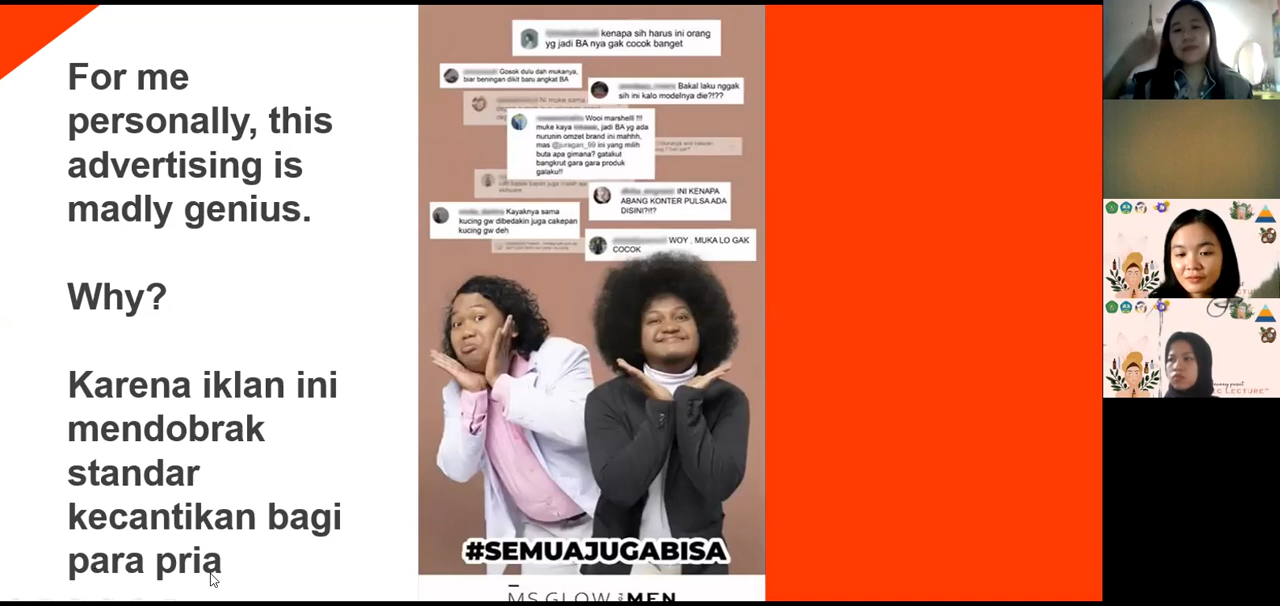 For me
personally, this
advertising is
madly genius.
Why?
Karena iklan ini
mendobrak
standar
kecantikan bagi
para pria
kenapa sih harus ini orang
yg jadi BA nya gak cocok banget
Gosok dulu dah mukanya,
biar beningan dikit baru angkat BA
Bakal laku nggak
sih ini kalo modelnya die?!??
Ni muke sama
Wooi marshell! !!!
muke kaya
jadi BA yg ada
nurunin omzet brand ini mahhh,
mas @juragan_99 ini yang milih
buta apa gimana? gatakut
bangkrut gara gara produk
galaku!!
INI KENAPA
ABANG KONTER PULSA ADA
DISINI?!!?
Kayaknya sama
kucing gw dibedakin juga cakepan
kucing gw deh
WOY , MUKA LO GAK
COCOK
#SEMUAJUGABISA
MS GLOW FOR MEN